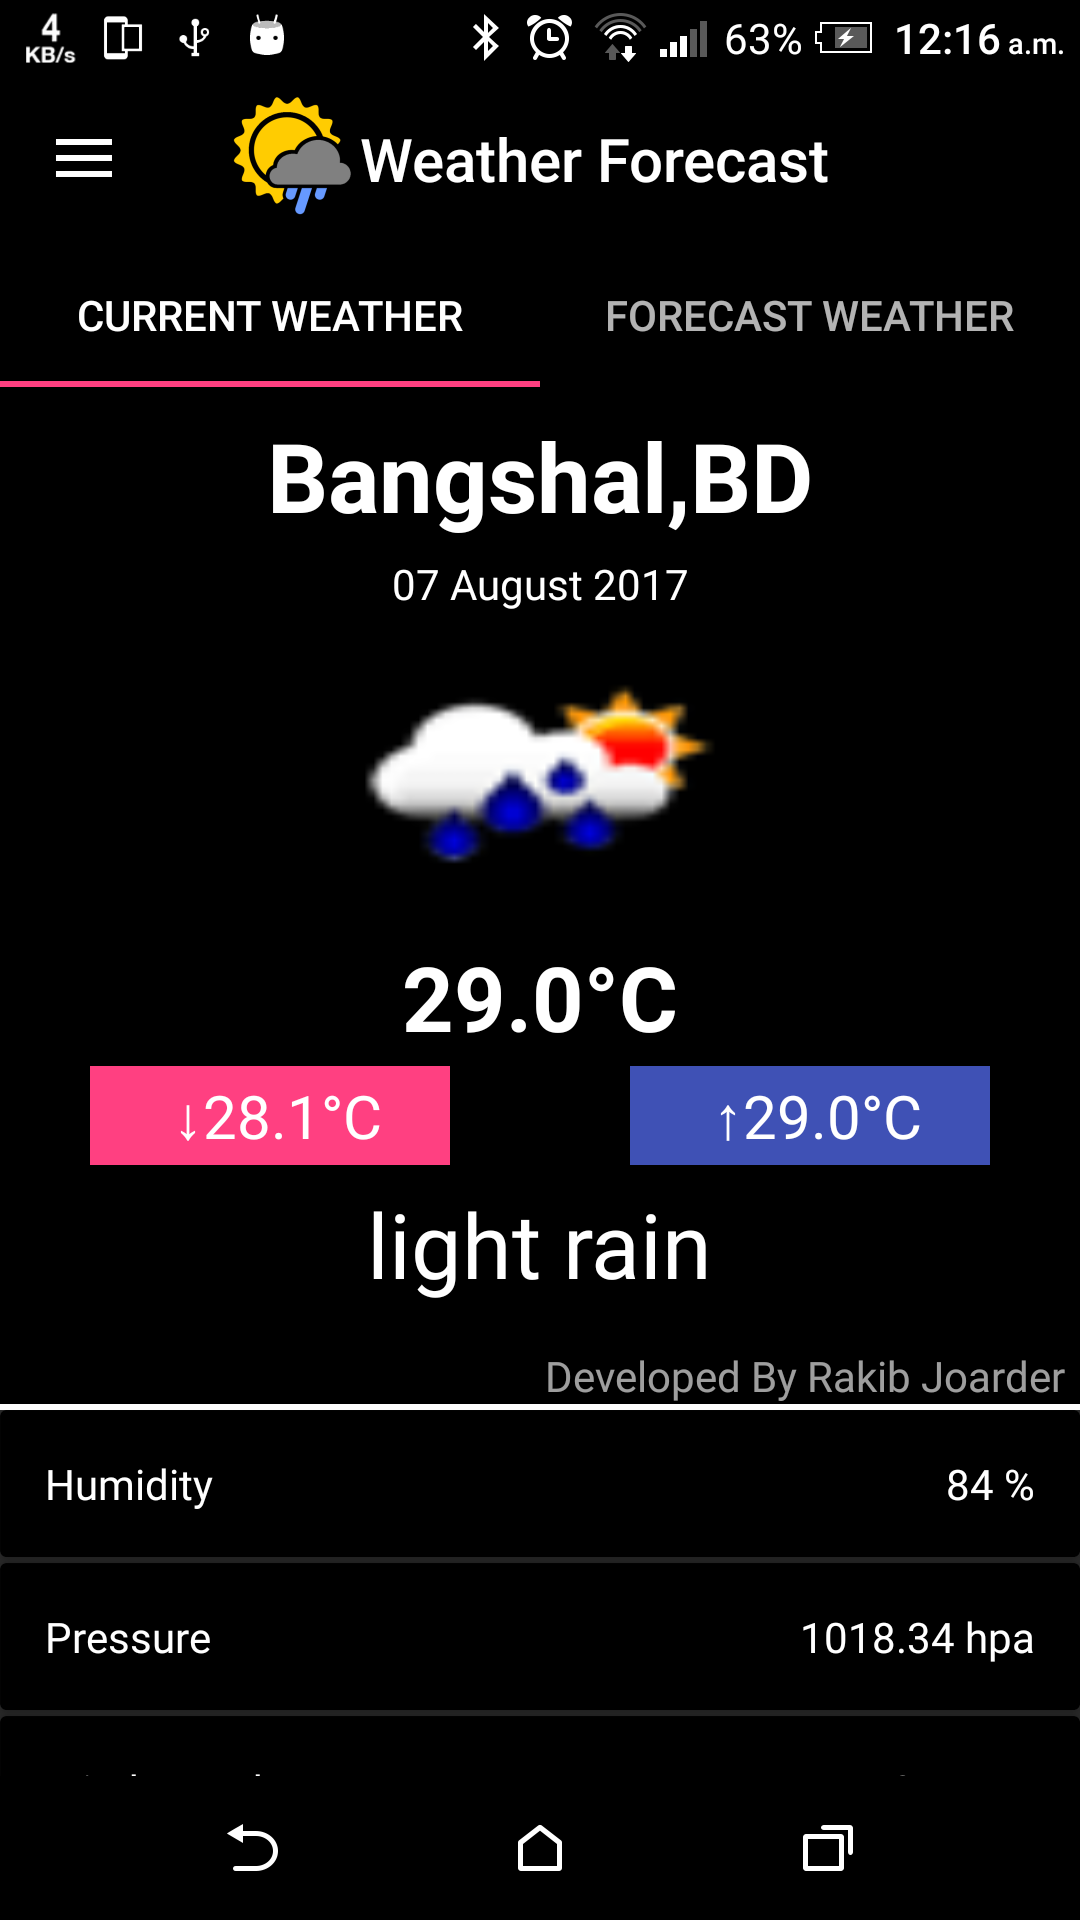 4
KB/s
63%
12:16 a.m.
Weather Forecast
CURRENT WEATHER
FORECAST WEATHER
Bangshal,BD
07 August 2017
29.0°C
↓28.1°C
↑29.0°C
light rain
Developed By Rakib Joarder
Humidity
84 %
Pressure
1018.34 hpa